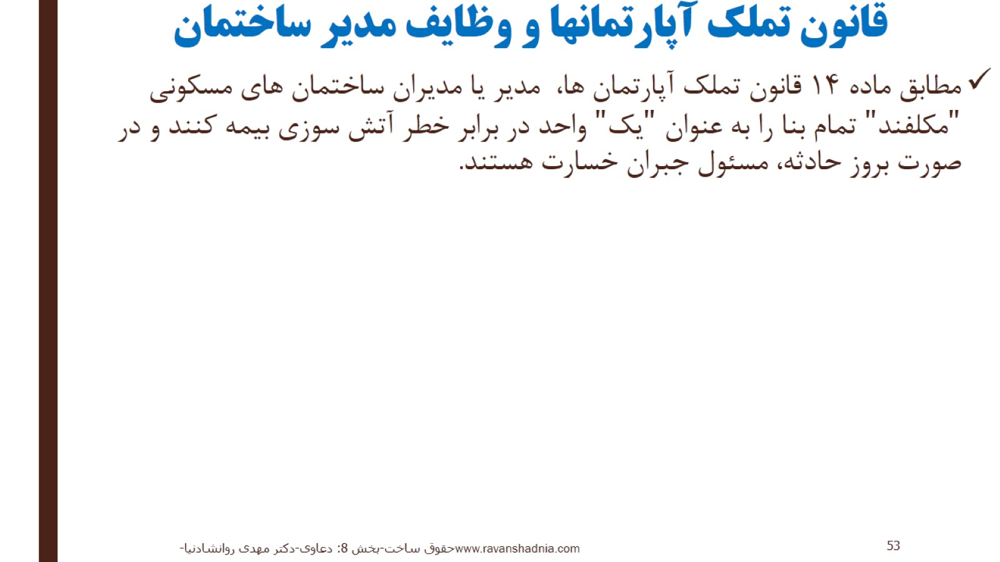 قانون تملک آپارتمانها و وظایف مدیر ساختمان
✓ مطابق ماده ۱۴ قانون تملک آپارتمان ها، مدیر یا مدیران ساختمان های مسکونی
"مکلفند" تمام بنا را به عنوان "یک" واحد در برابر خطر آتش سوزی بیمه کنند و در
صورت بروز حادثه، مسئول جبران خسارت هستند.
حقوق ساخت-بخش 8: دعاوی-دکتر مهدی روانشادنیا-www.ravanshadnia.com
53